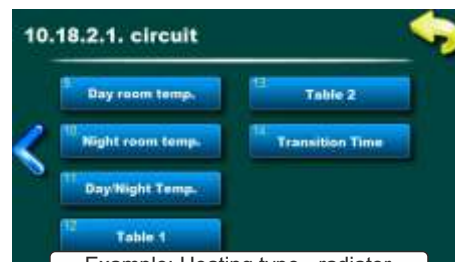 10.18.2.1. circuit
9
Day room temp.
10
Night room temp.
11
Day/Night Temp.
12
Table 1
13
Table 2
14
Transition Time
Example: Heating type - radiator